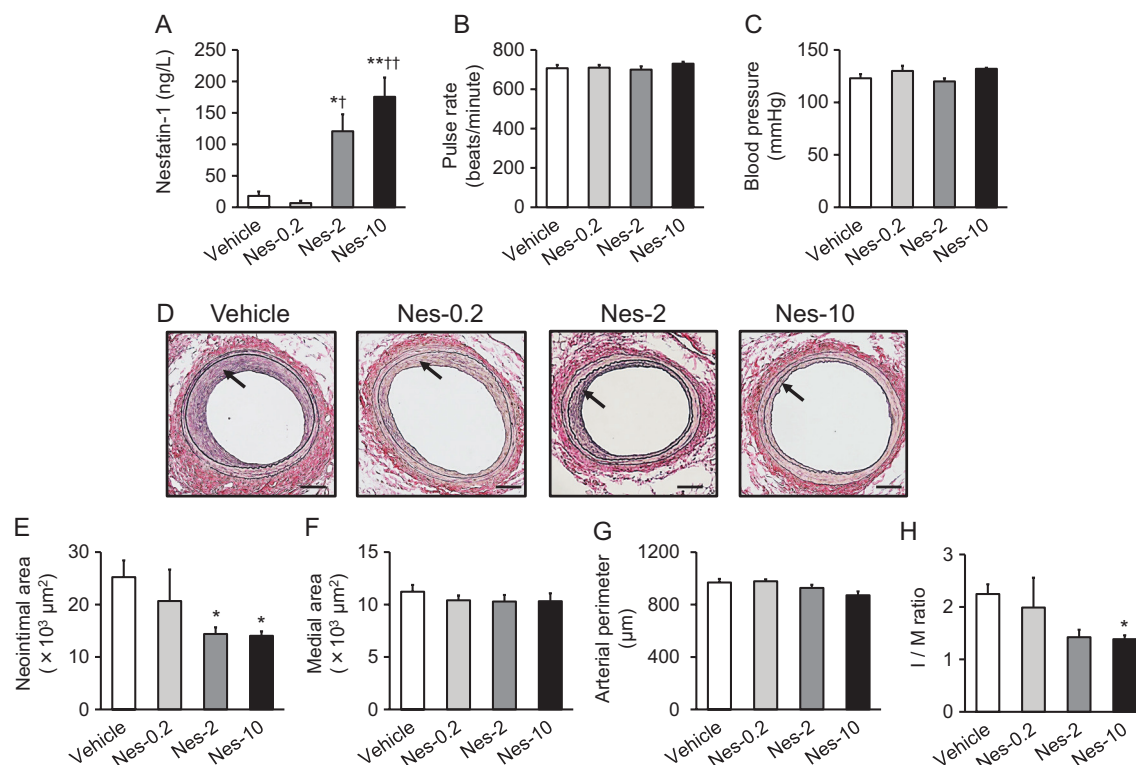 A
Nesfatin-1 (ng/L)
250
200
150
100
50
0
*†
**††
Vehicle
Nes-0.2
Nes-2
Nes-10
B
Pulse rate
(beats/minute)
800
600
400
200
0
Vehicle
Nes-0.2
Nes-2
Nes-10
C
Blood pressure
(mmHg)
150
100
50
0
Vehicle
Nes-0.2
Nes-2
Nes-10
D
Vehicle
Nes-0.2
Nes-2
Nes-10
E
Neointimal area
( × 10³ μm²)
30
20
10
0
*
*
Vehicle
Nes-0.2
Nes-2
Nes-10
F
Medial area
( × 10³ μm²)
15
10
5
0
Vehicle
Nes-0.2
Nes-2
Nes-10
G
Arterial perimeter
(μm)
1200
900
600
300
0
Vehicle
Nes-0.2
Nes-2
Nes-10
H
I / M ratio
3
2
1
0
*
Vehicle
Nes-0.2
Nes-2
Nes-10